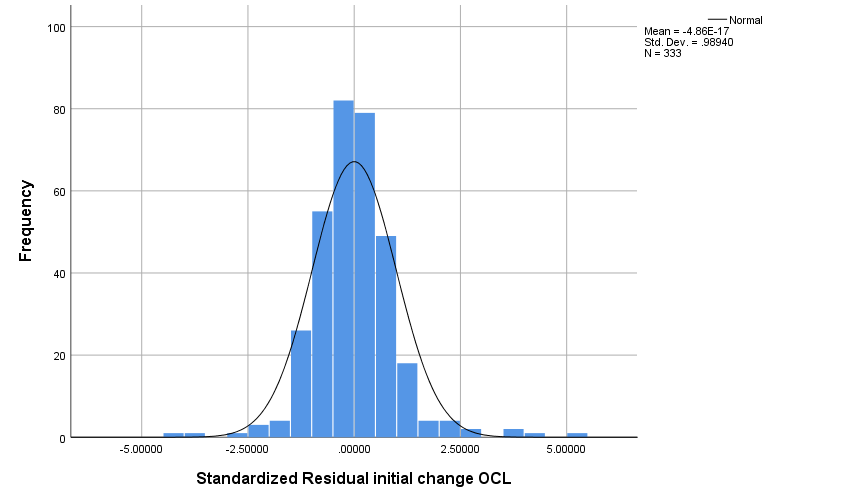 Normal
Mean = -4.86E-17
Std. Dev. = .98940
N = 333
100
80
60
40
20
0
Frequency
-5.00000 -2.50000 .00000 2.50000 5.00000
Standardized Residual initial change OCL